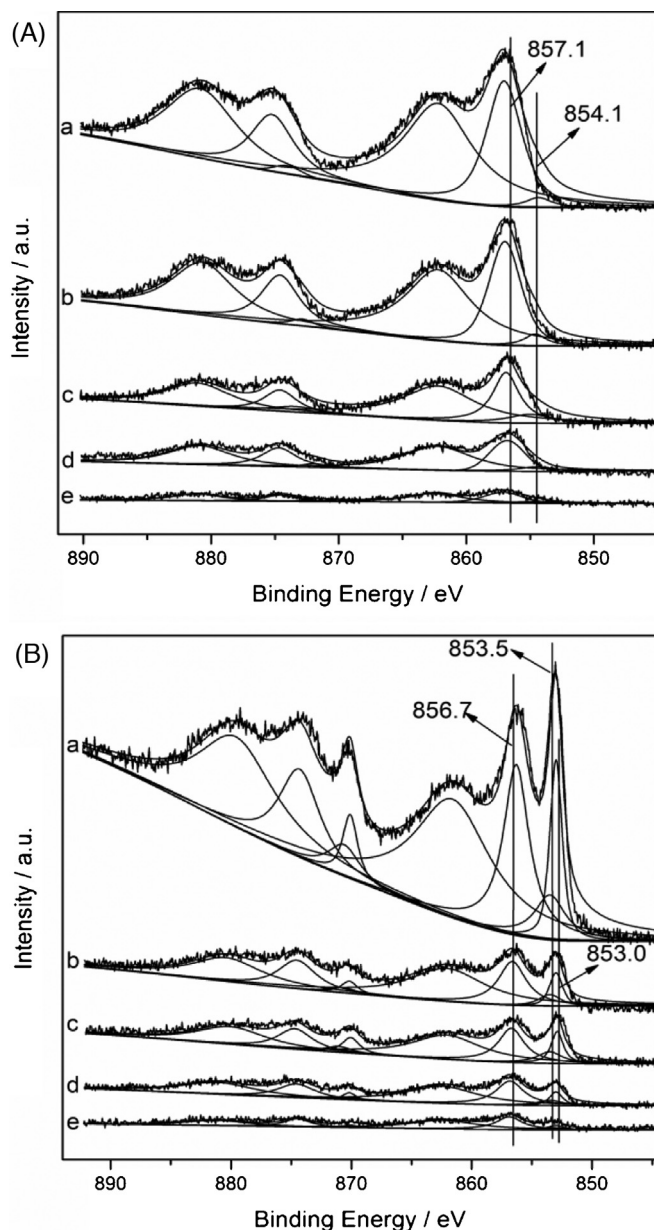 (A)
857.1
854.1
a
b
c
d
e
Intensity / a.u.
890 880 870 860 850
Binding Energy / eV
(B)
853.5
856.7
a
b
853.0
c
d
e
Intensity / a.u.
890 880 870 860 850
Binding Energy / eV